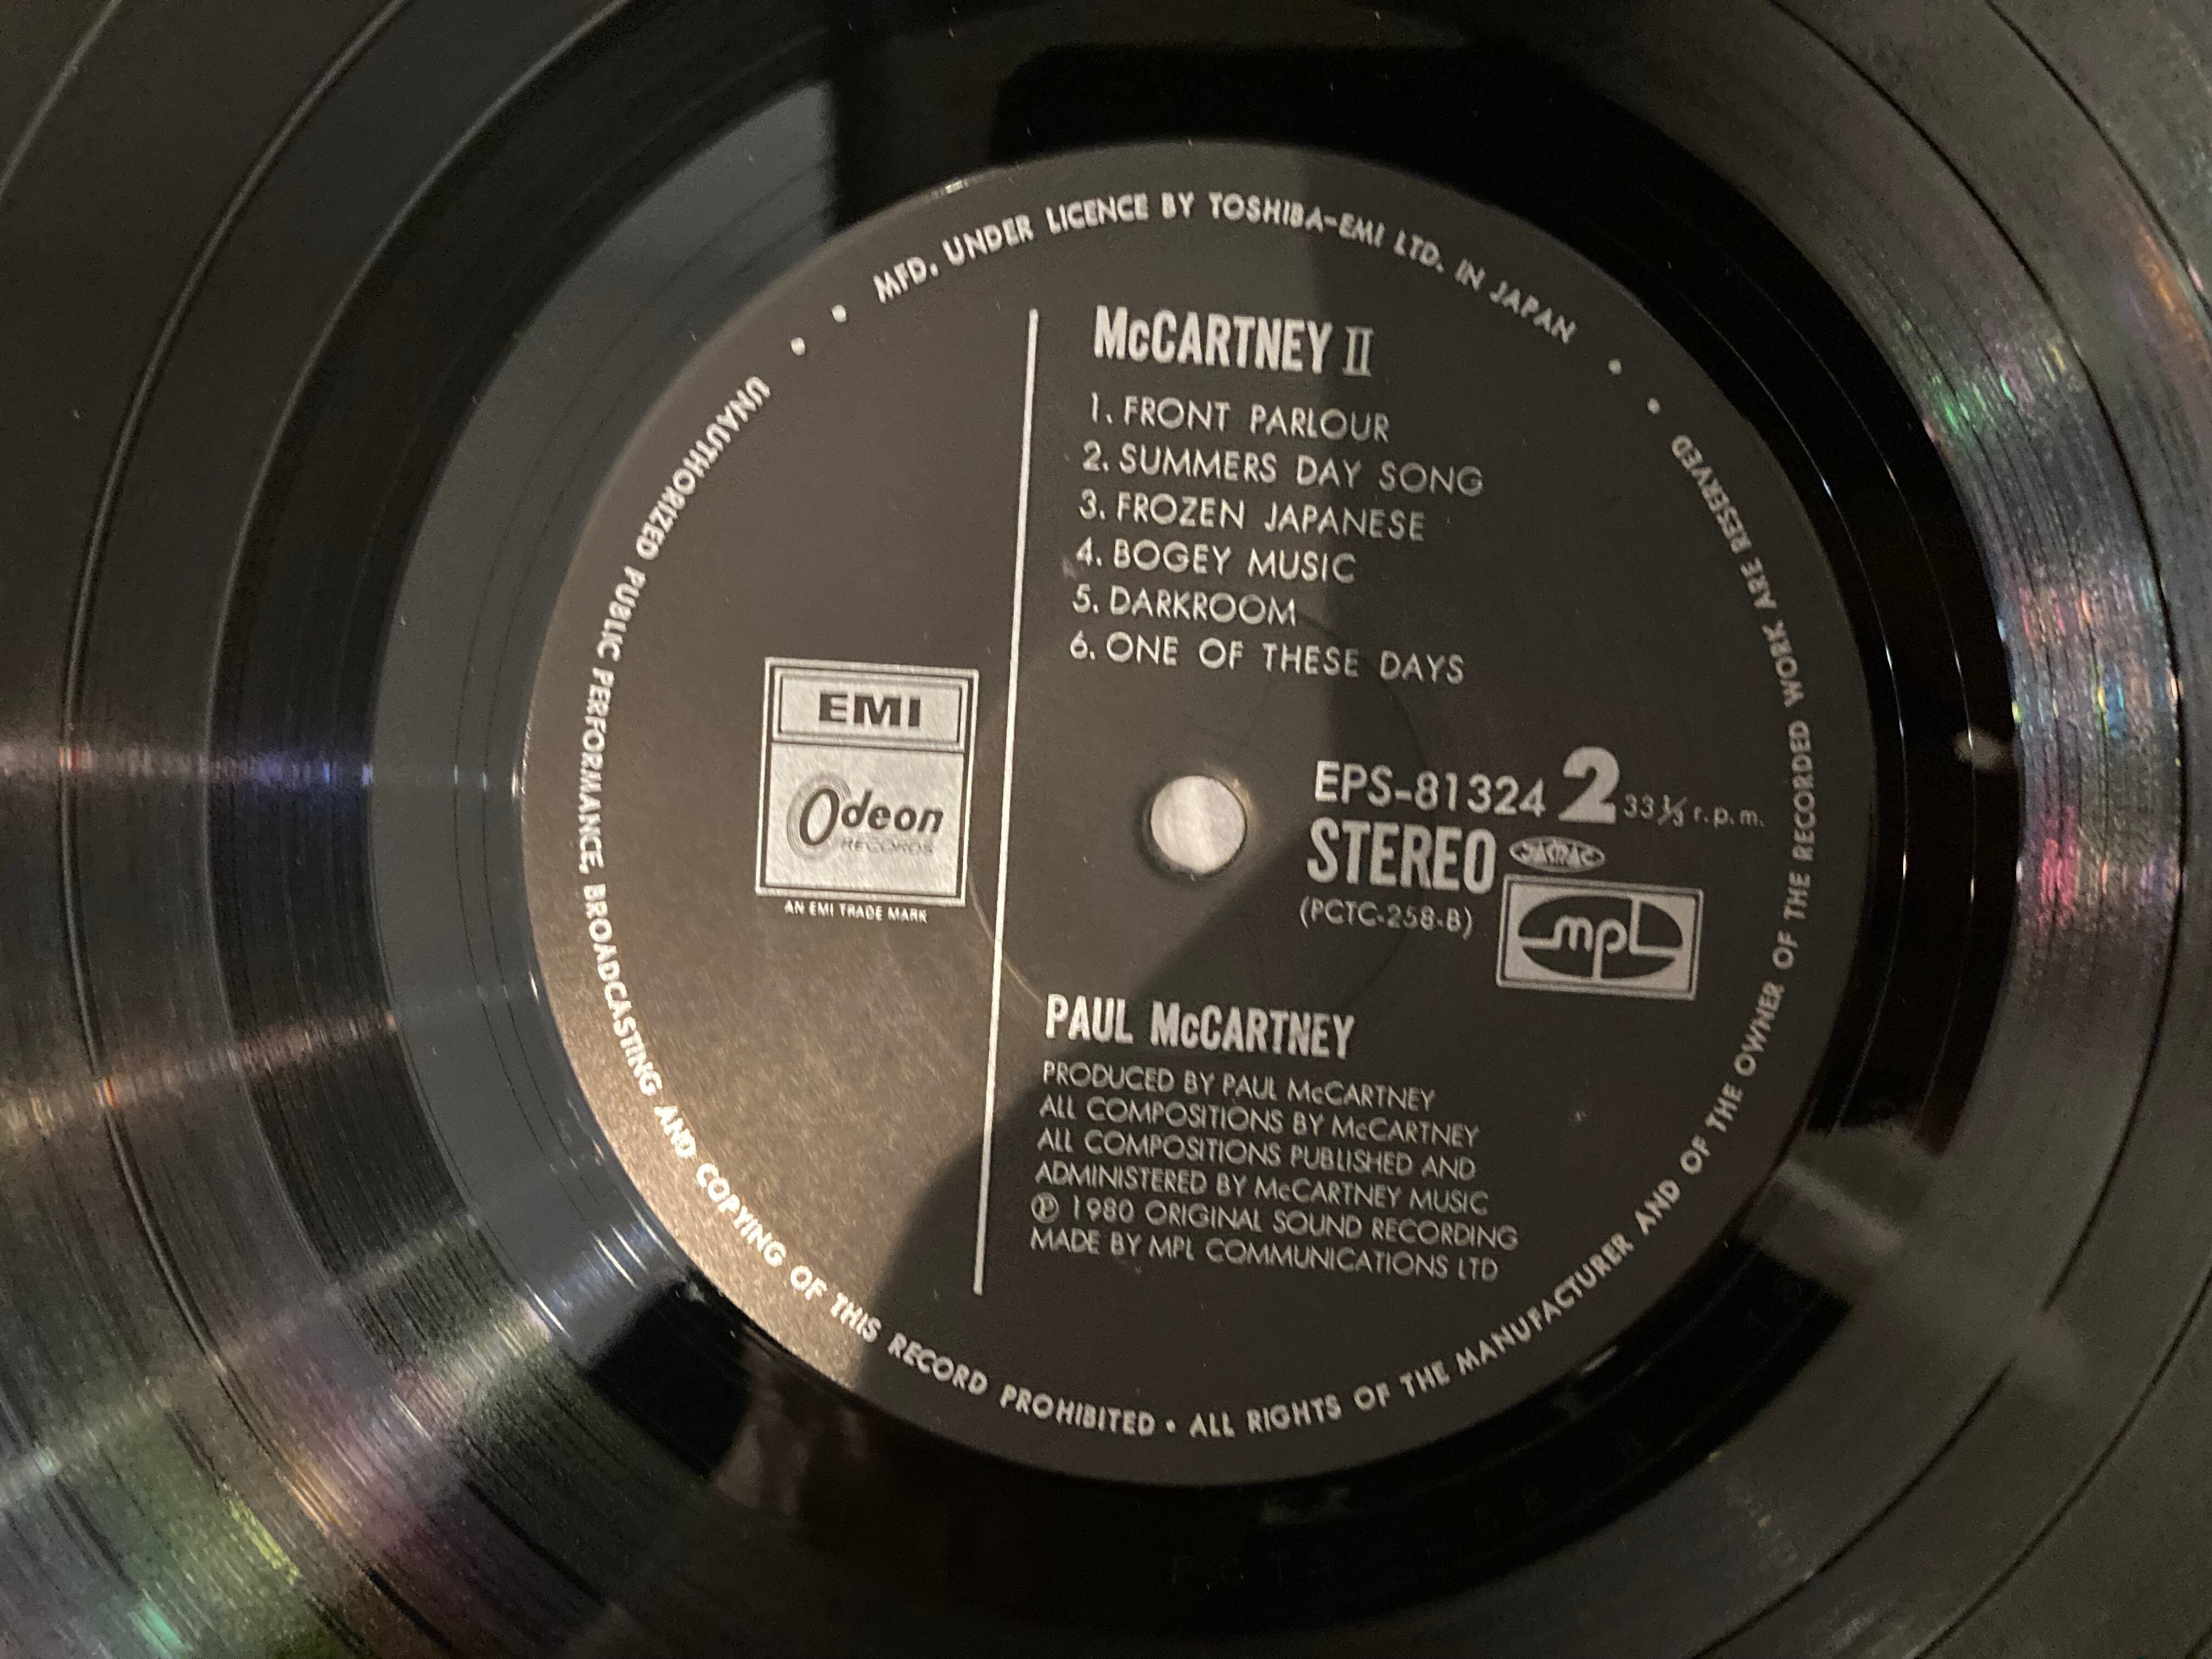 MFD. UNDER LICENCE BY TOSHIBA-EMI LTD. IN JAPAN
McCARTNEY II
1. FRONT PARLOUR
2. SUMMERS DAY SONG
3. FROZEN JAPANESE
4. BOGEY MUSIC
5. DARKROOM
6. ONE OF THESE DAYS
EMI
Odeon
RECORDS
AN EMI TRADE MARK
EPS-81324 2 33⅓ r.p.m.
STEREO JASRAC
(PCTC-258-B)
mpl
PAUL McCARTNEY
PRODUCED BY PAUL McCARTNEY
ALL COMPOSITIONS BY McCARTNEY
ALL COMPOSITIONS PUBLISHED AND
ADMINISTERED BY McCARTNEY MUSIC
Ⓟ 1980 ORIGINAL SOUND RECORDING
MADE BY MPL COMMUNICATIONS LTD
UNAUTHORIZED PUBLIC PERFORMANCE, BROADCASTING AND COPYING OF THIS RECORD PROHIBITED • ALL RIGHTS OF THE MANUFACTURER AND OF THE OWNER OF THE RECORDED WORK ARE RESERVED